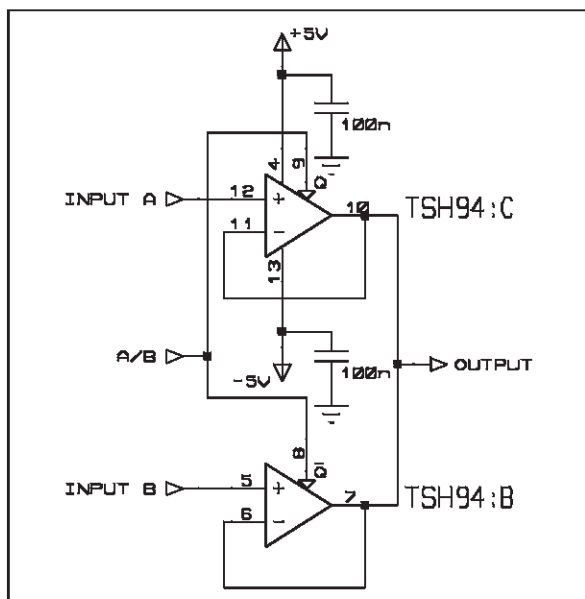 +5V
100n
4
9
Q
INPUT A
12
+
10
TSH94:C
11
-
13
A/B
-5V
100n
OUTPUT
8
Q̅
INPUT B
5
+
7
TSH94:B
6
-